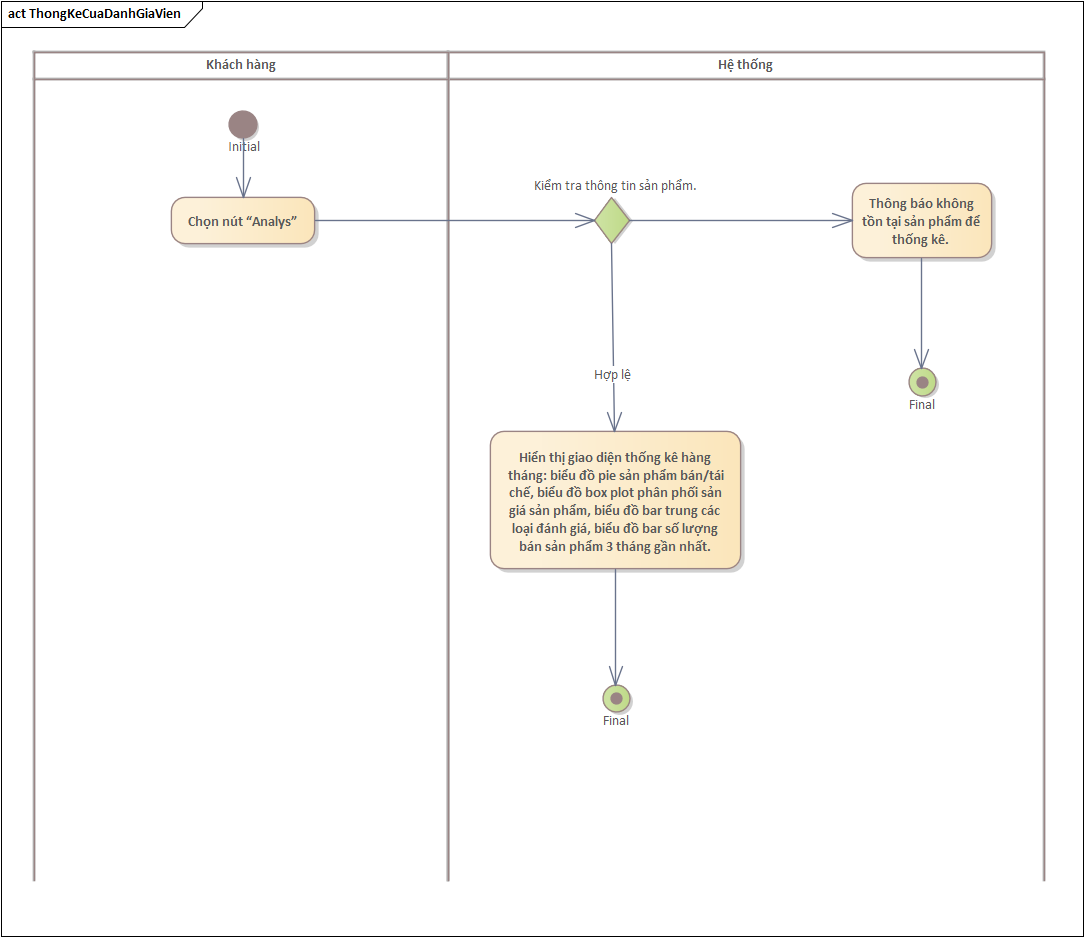 act ThongKeCuaDanhGiaVien
Khách hàng
Hệ thống
Initial
Chọn nút “Analys”
Kiểm tra thông tin sản phẩm.
Thông báo không
tồn tại sản phẩm để
thống kê.
Final
Hợp lệ
Hiển thị giao diện thống kê hàng
tháng: biểu đồ pie sản phẩm bán/tái
chế, biểu đồ box plot phân phối sản
giá sản phẩm, biểu đồ bar trung các
loại đánh giá, biểu đồ bar số lượng
bán sản phẩm 3 tháng gần nhất.
Final